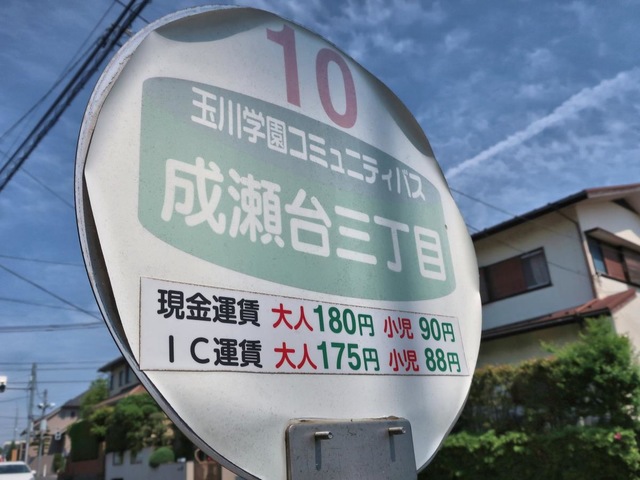 10
玉川学園コミュニティバス
成瀬台三丁目
現金運賃 大人180円 小児 90円
IC運賃 大人175円 小児 88円